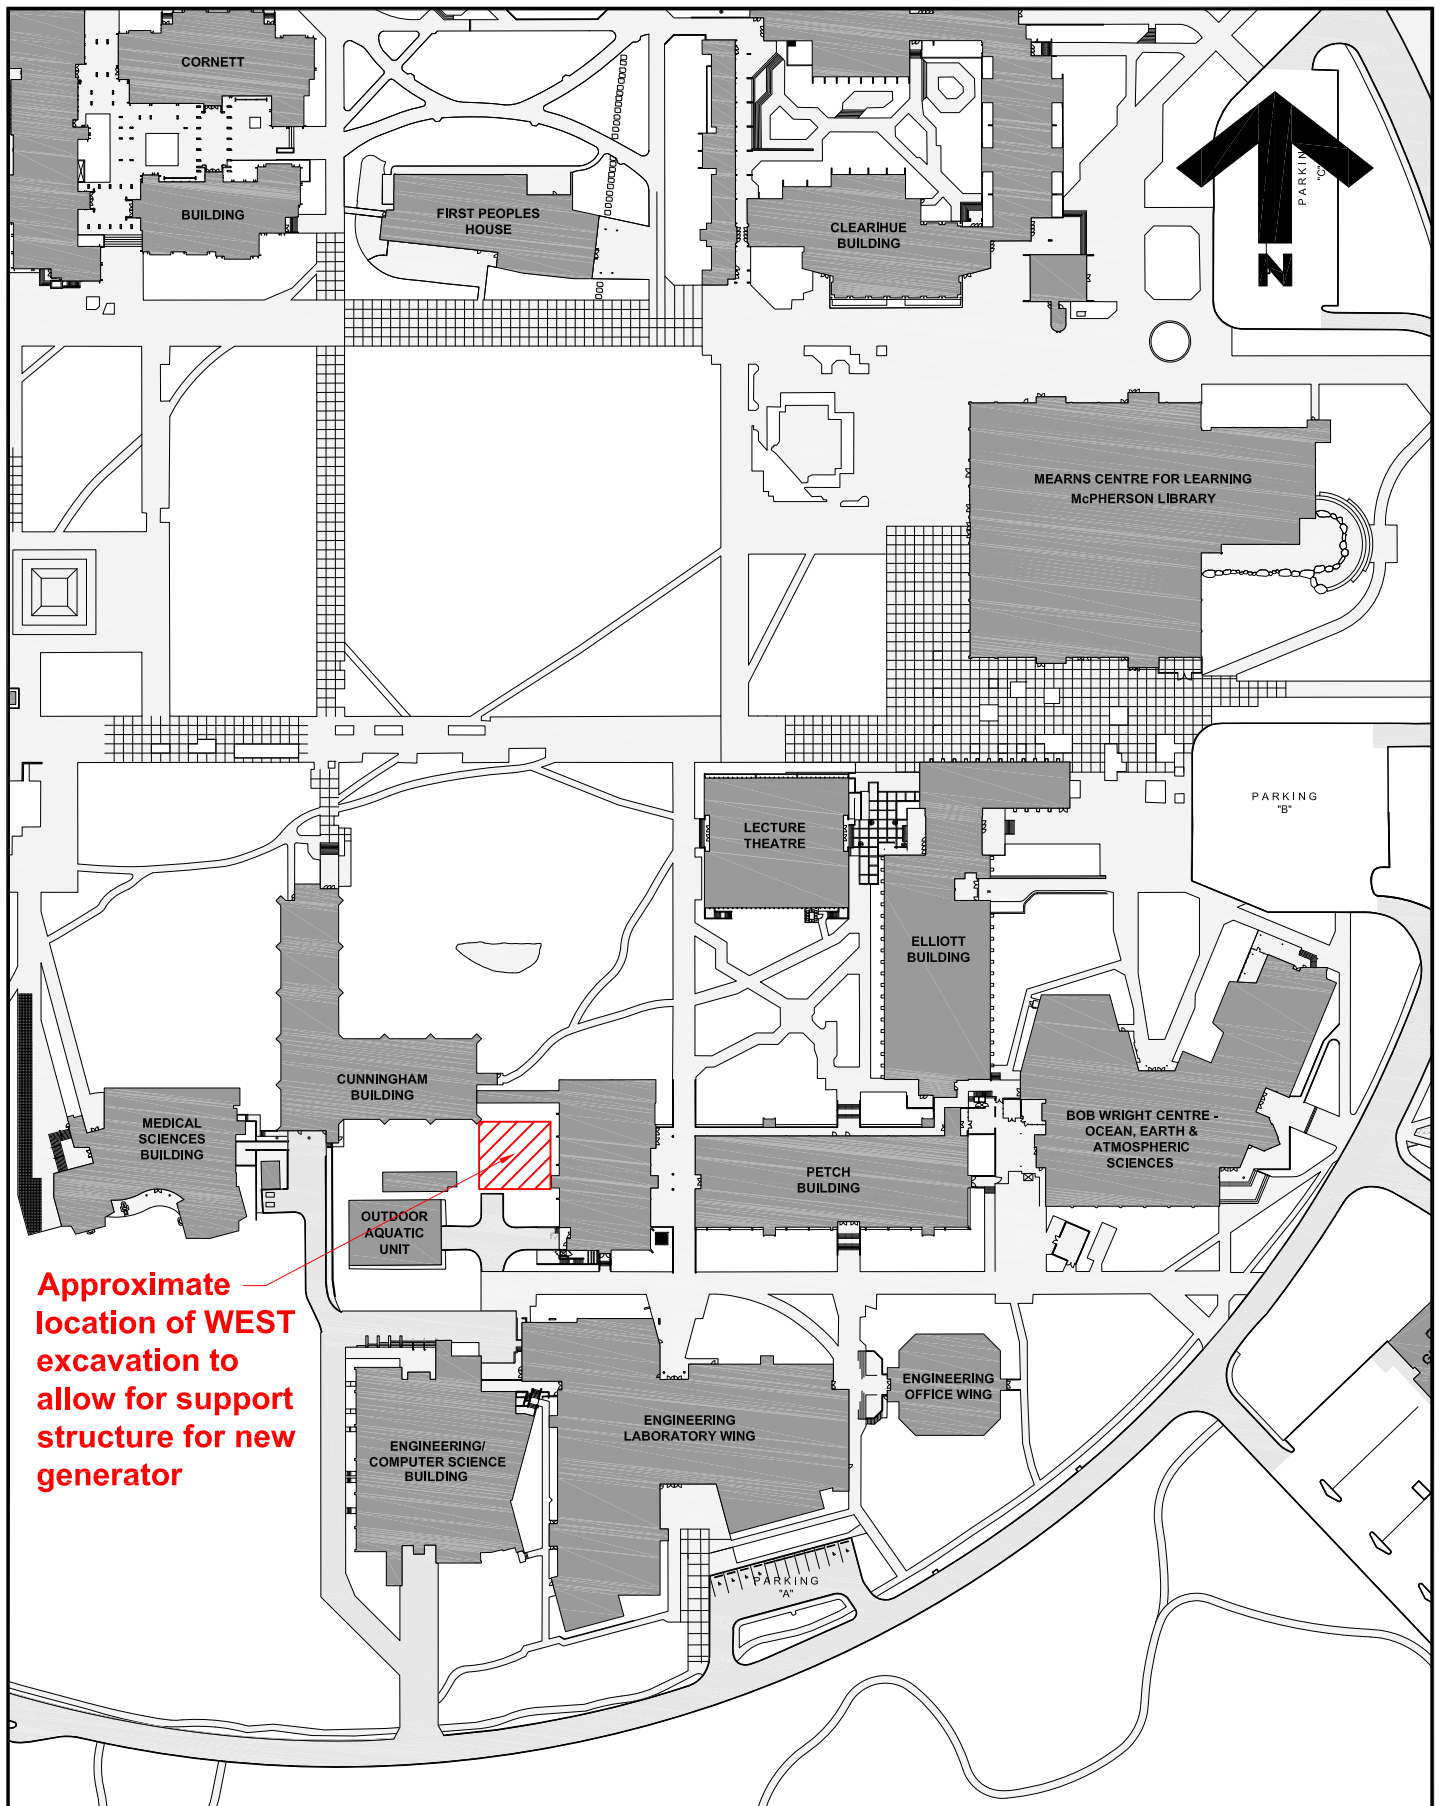 CORNETT
BUILDING
FIRST PEOPLES
HOUSE
CLEARIHUE
BUILDING
"C"
N
MEARNS CENTRE FOR LEARNING
McPHERSON LIBRARY
PARKING
"B"
LECTURE
THEATRE
ELLIOTT
BUILDING
CUNNINGHAM
BUILDING
MEDICAL
SCIENCES
BUILDING
BOB WRIGHT CENTRE -
OCEAN, EARTH &
ATMOSPHERIC
SCIENCES
PETCH
BUILDING
OUTDOOR
AQUATIC
UNIT
Approximate
location of WEST
excavation to
allow for support
structure for new
generator
ENGINEERING
OFFICE WING
ENGINEERING
LABORATORY WING
ENGINEERING/
COMPUTER SCIENCE
BUILDING
PARKING
"A"